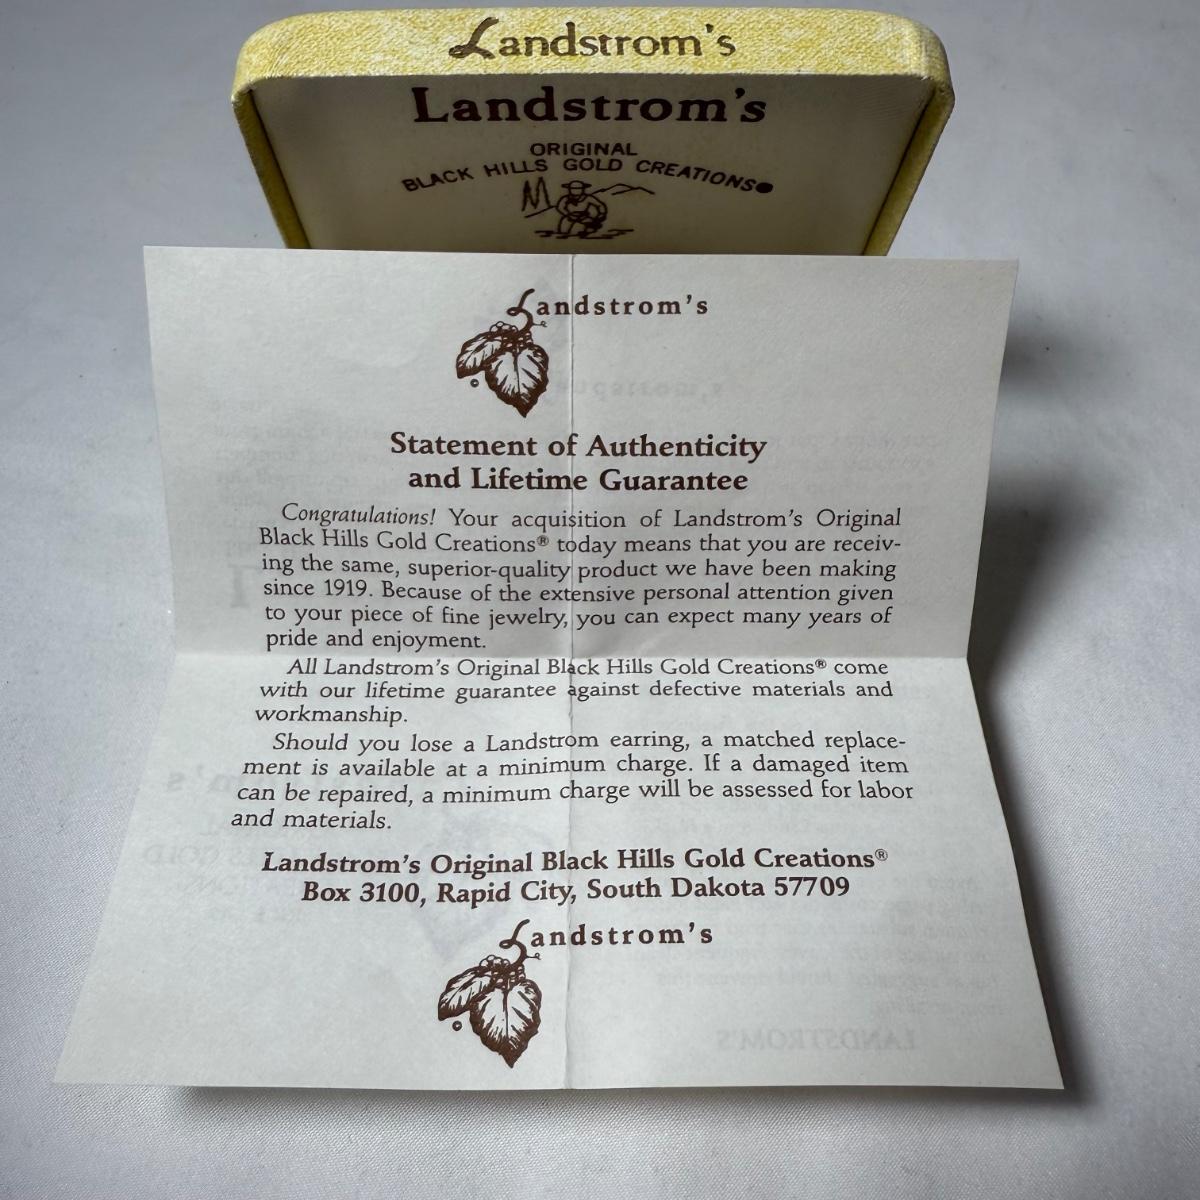 Landstrom's
Landstrom's
ORIGINAL
BLACK HILLS GOLD CREATIONS®
Landstrom's
Statement of Authenticity
and Lifetime Guarantee
Congratulations! Your acquisition of Landstrom's Original
Black Hills Gold Creations® today means that you are receiv-
ing the same, superior-quality product we have been making
since 1919. Because of the extensive personal attention given
to your piece of fine jewelry, you can expect many years of
pride and enjoyment.
All Landstrom's Original Black Hills Gold Creations® come
with our lifetime guarantee against defective materials and
workmanship.
Should you lose a Landstrom earring, a matched replace-
ment is available at a minimum charge. If a damaged item
can be repaired, a minimum charge will be assessed for labor
and materials.
Landstrom's Original Black Hills Gold Creations®
Box 3100, Rapid City, South Dakota 57709
Landstrom's